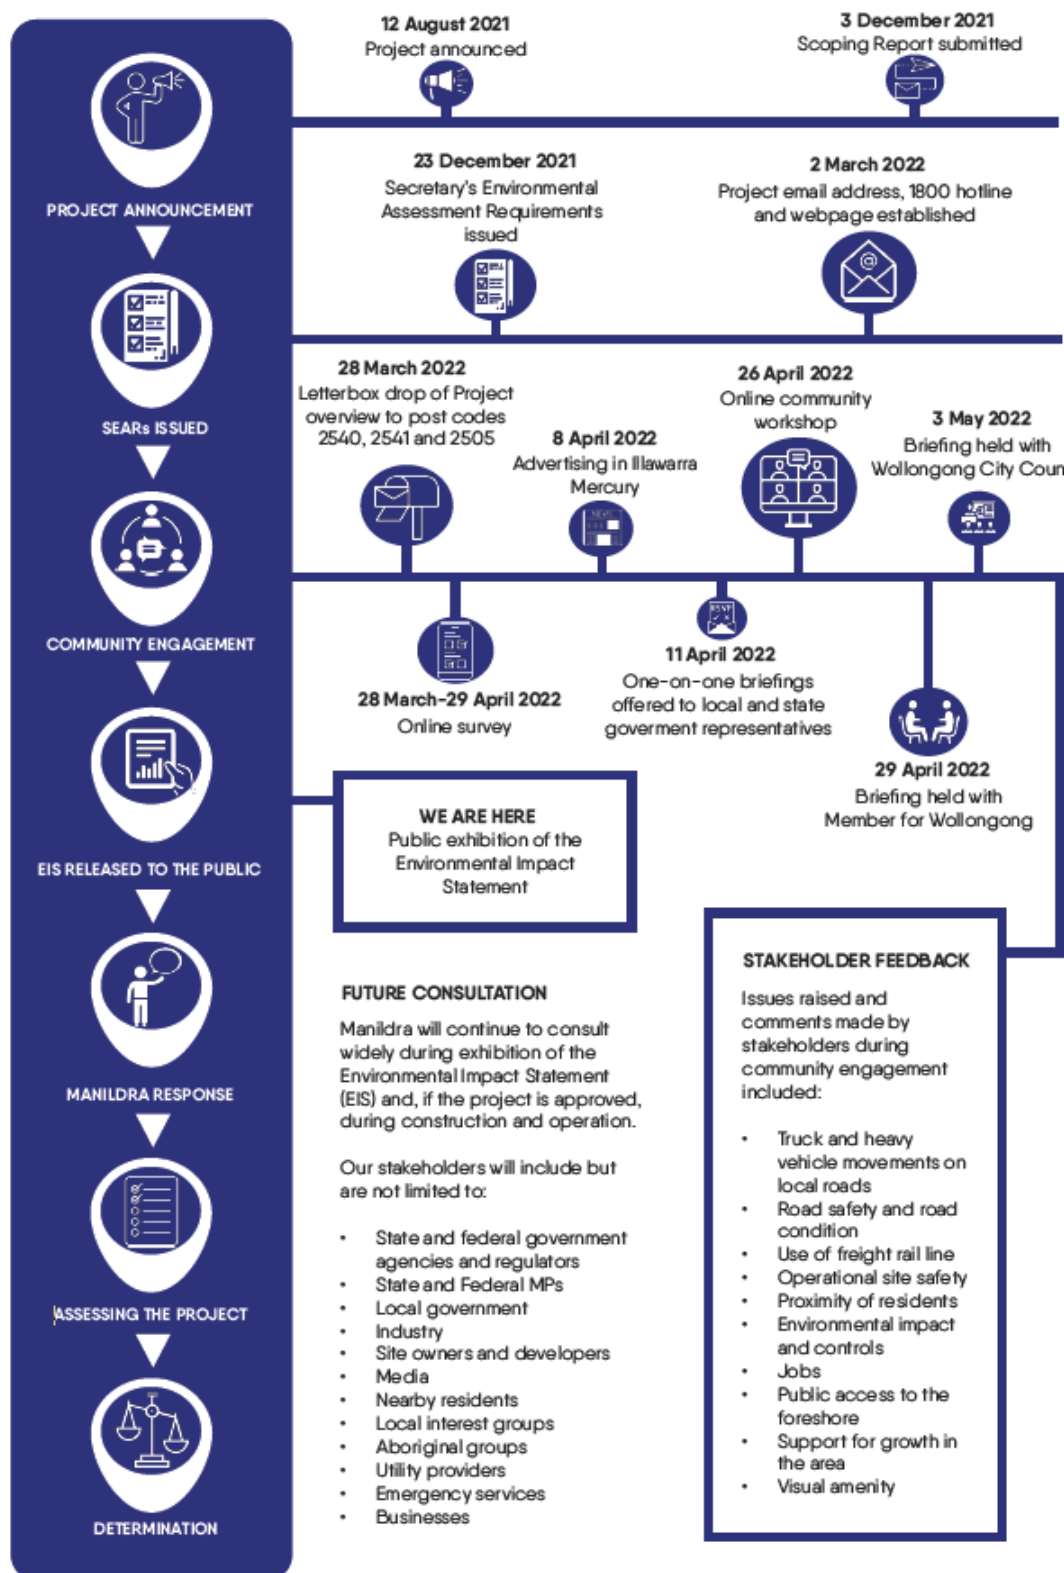 12 August 2021
Project announced
3 December 2021
Scoping Report submitted
PROJECT ANNOUNCEMENT
23 December 2021
Secretary's Environmental
Assessment Requirements
issued
2 March 2022
Project email address, 1800 hotline
and webpage established
SEARs ISSUED
28 March 2022
Letterbox drop of Project
overview to post codes
2540, 2541 and 2505
8 April 2022
Advertising in Illawarra
Mercury
NEWS
26 April 2022
Online community
workshop
3 May 2022
Briefing held with
Wollongong City Coun
COMMUNITY ENGAGEMENT
28 March-29 April 2022
Online survey
RSVP
11 April 2022
One-on-one briefings
offered to local and state
goverment representatives
29 April 2022
Briefing held with
Member for Wollongong
EIS RELEASED TO THE PUBLIC
WE ARE HERE
Public exhibition of the
Environmental Impact
Statement
MANILDRA RESPONSE
ASSESSING THE PROJECT
DETERMINATION
FUTURE CONSULTATION
Manildra will continue to consult
widely during exhibition of the
Environmental Impact Statement
(EIS) and, if the project is approved,
during construction and operation.
Our stakeholders will include but
are not limited to:
• State and federal government
agencies and regulators
• State and Federal MPs
• Local government
• Industry
• Site owners and developers
• Media
• Nearby residents
• Local interest groups
• Aboriginal groups
• Utility providers
• Emergency services
• Businesses
STAKEHOLDER FEEDBACK
Issues raised and
comments made by
stakeholders during
community engagement
included:
• Truck and heavy
vehicle movements on
local roads
• Road safety and road
condition
• Use of freight rail line
• Operational site safety
• Proximity of residents
• Environmental impact
and controls
• Jobs
• Public access to the
foreshore
• Support for growth in
the area
• Visual amenity